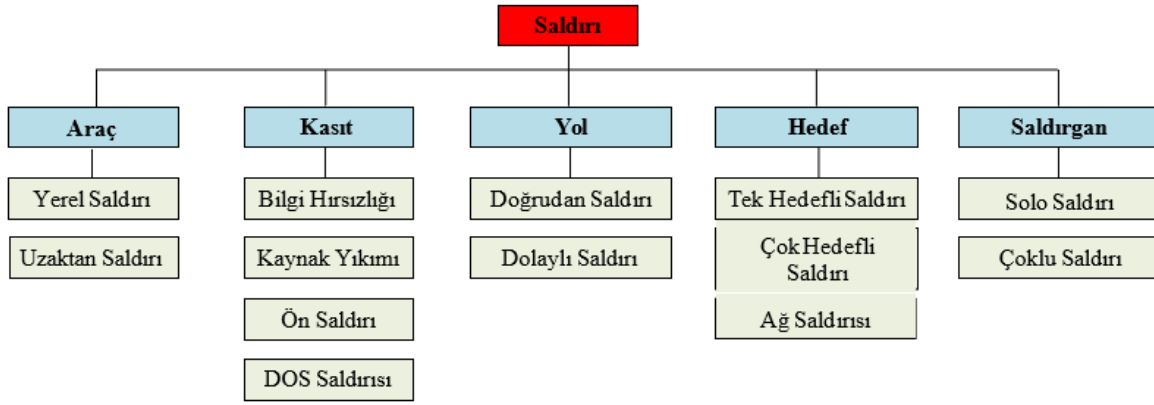 Saldırı
Araç
Kasıt
Yol
Hedef
Saldırgan
Yerel Saldırı
Bilgi Hırsızlığı
Doğrudan Saldırı
Tek Hedefli Saldırı
Solo Saldırı
Uzaktan Saldırı
Kaynak Yıkımı
Dolaylı Saldırı
Çok Hedefli
Saldırı
Çoklu Saldırı
Ön Saldırı
Ağ Saldırısı
DOS Saldırısı